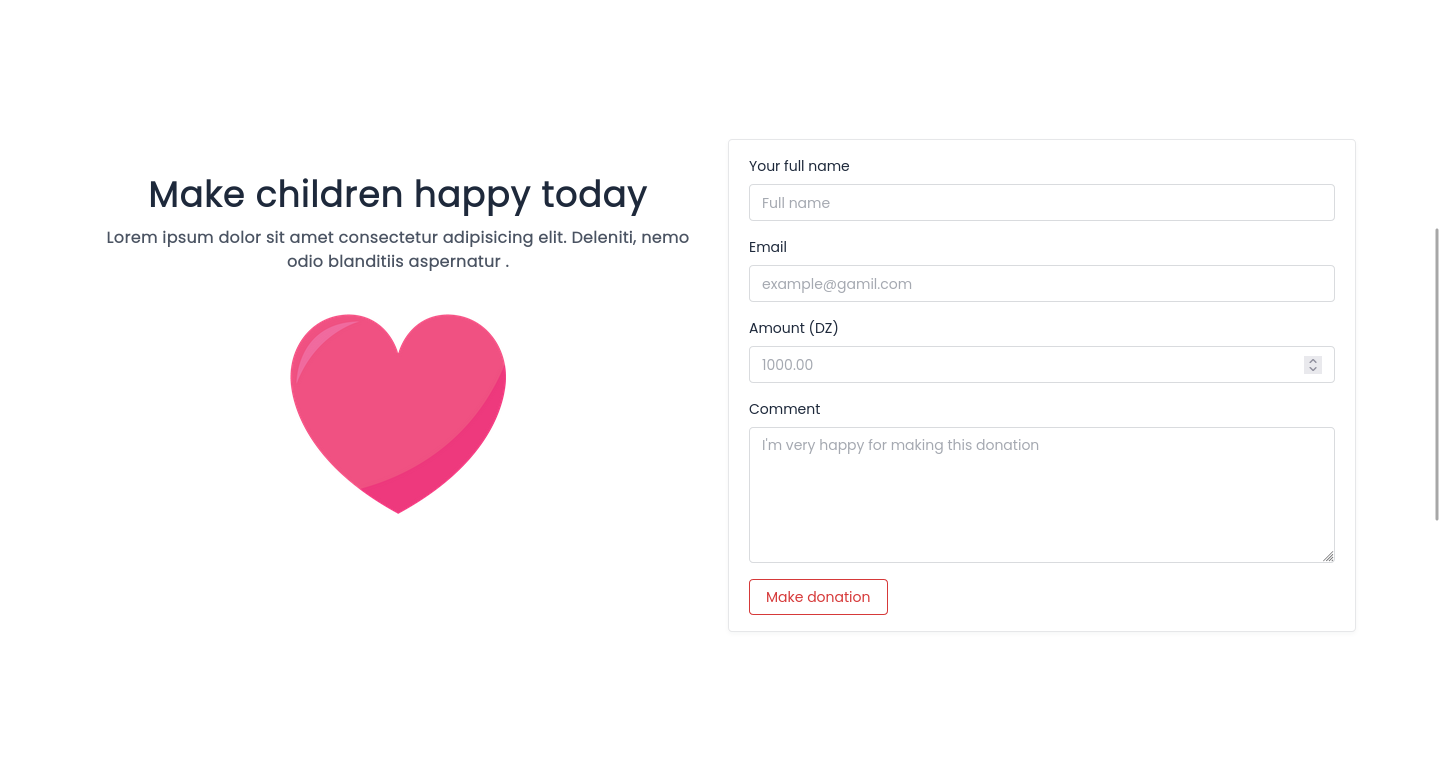 Make children happy today
Lorem ipsum dolor sit amet consectetur adipisicing elit. Deleniti, nemo
odio blanditiis aspernatur .
Your full name
Full name
Email
example@gamil.com
Amount (DZ)
1000.00
Comment
I'm very happy for making this donation
Make donation